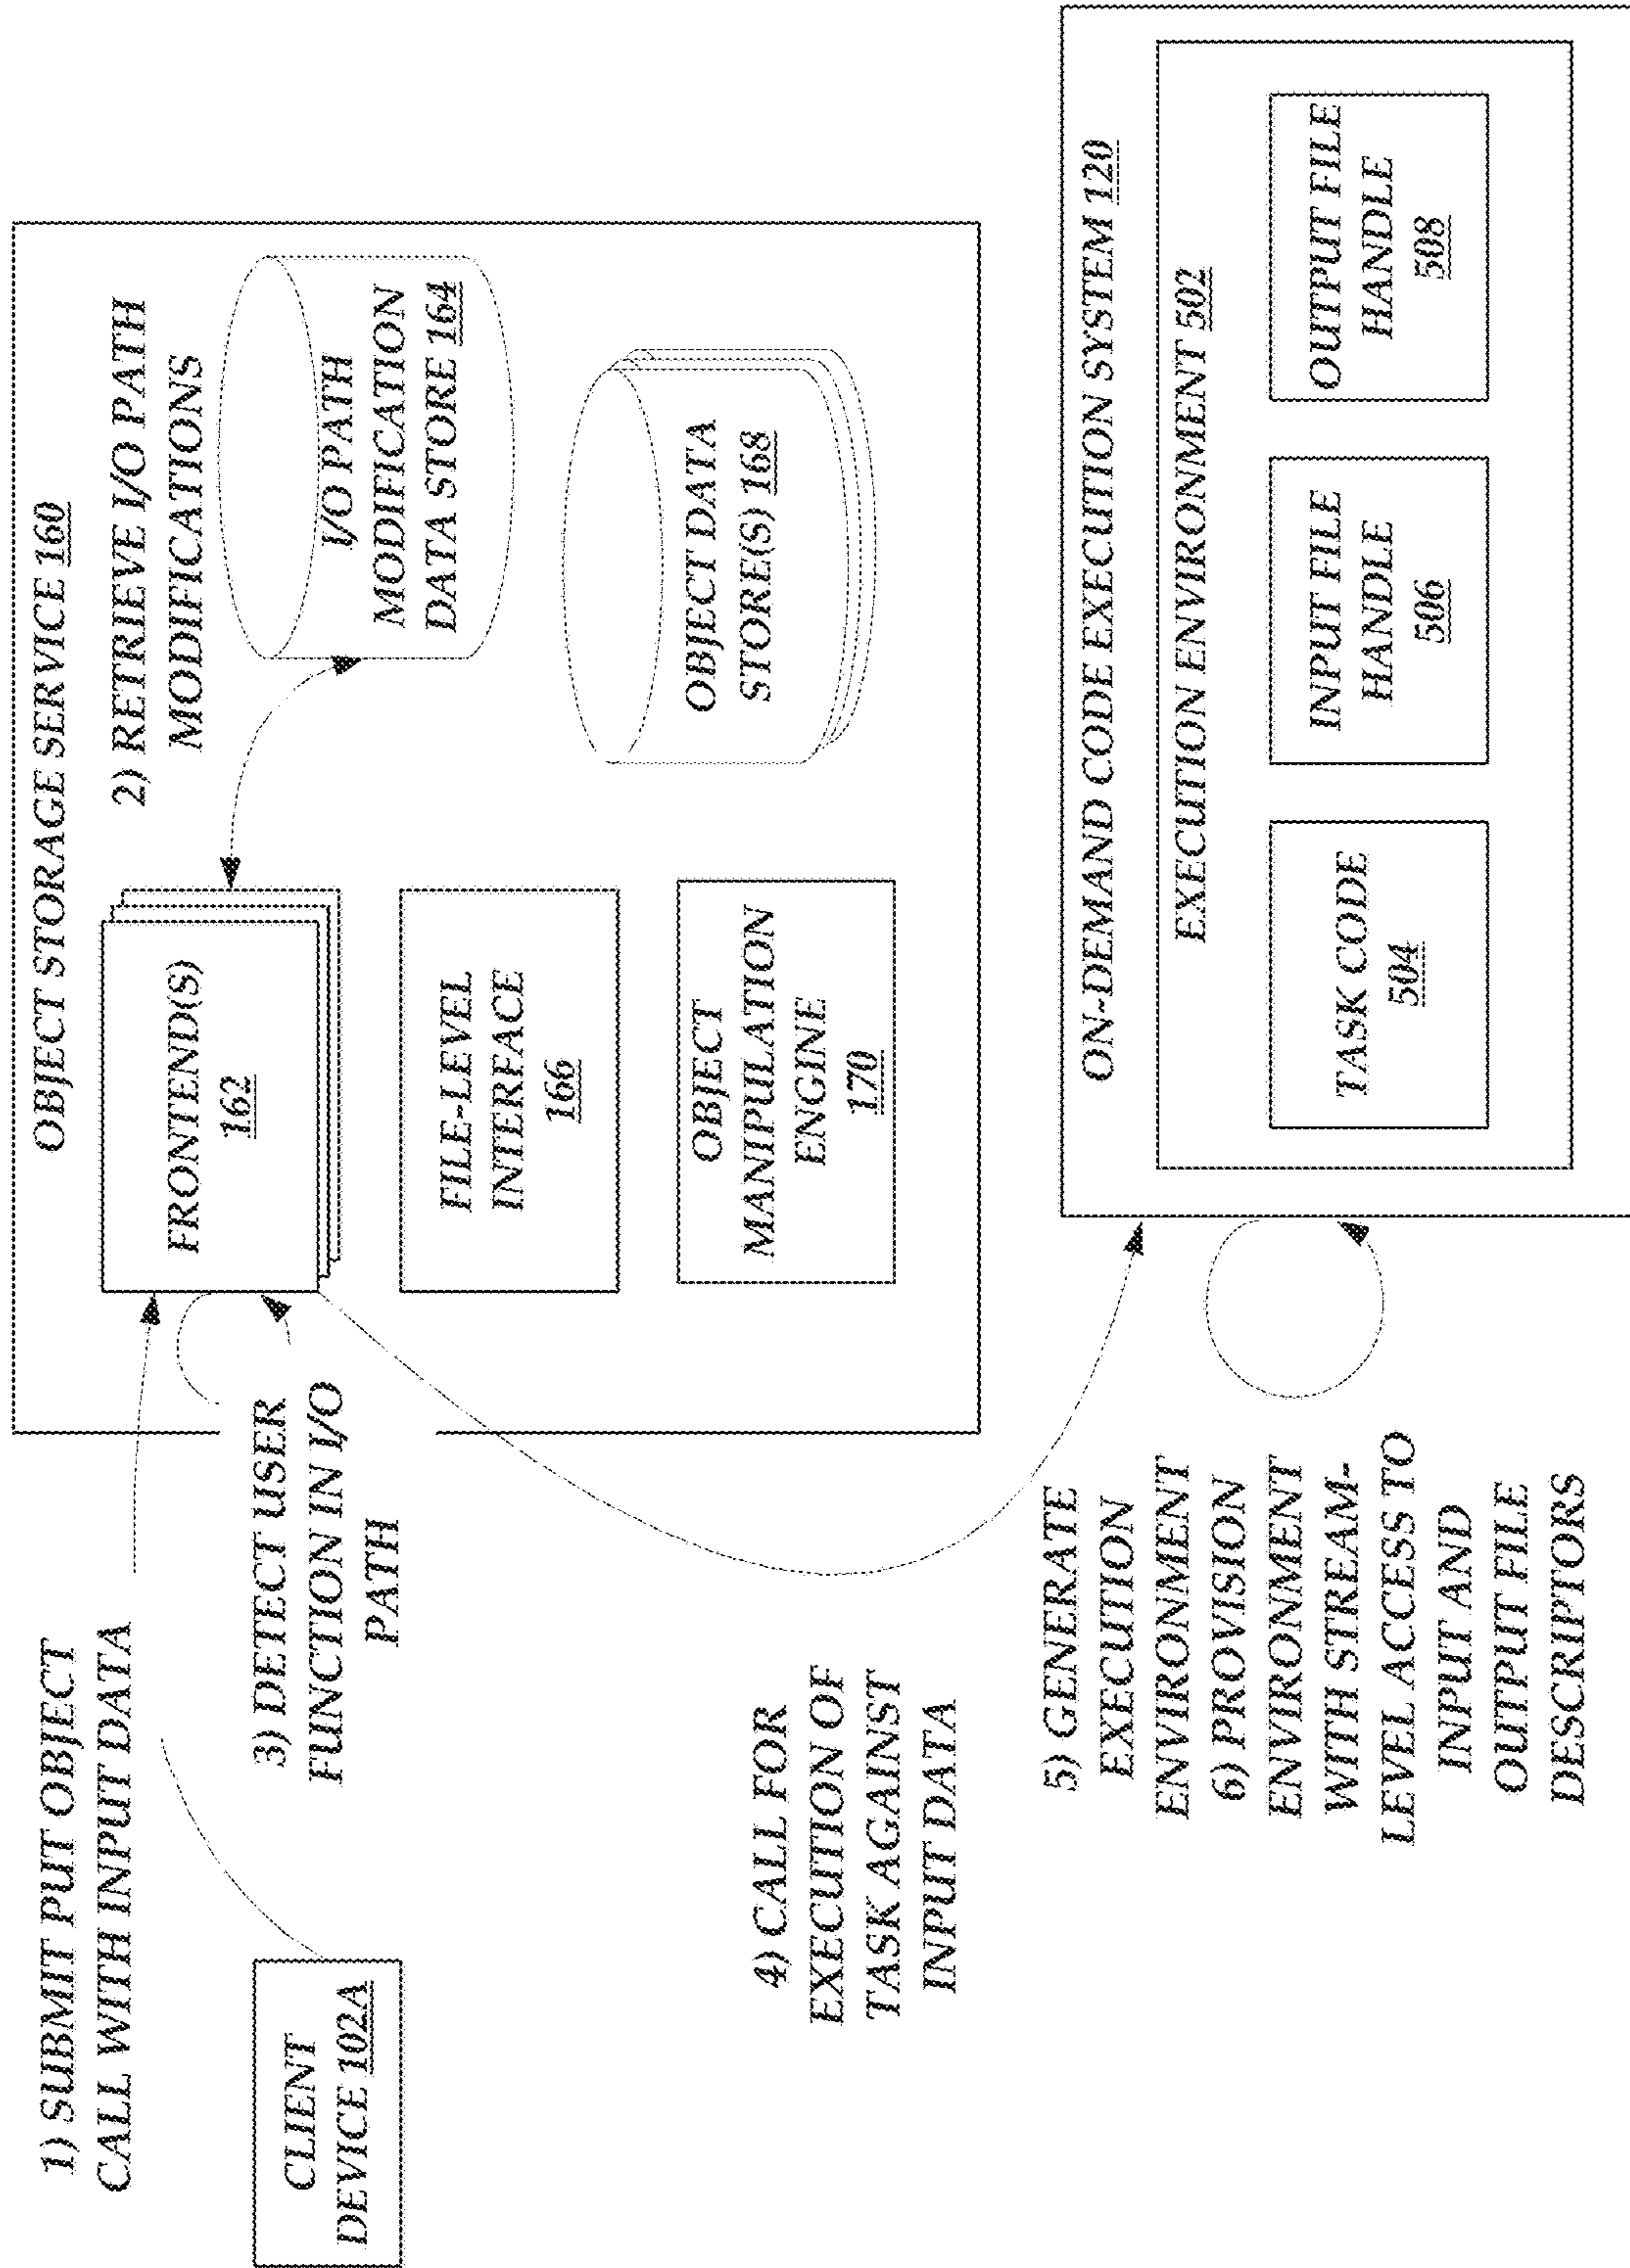 1) SUBMIT PUT OBJECT
CALL WITH INPUT DATA
CLIENT
DEVICE 102A
OBJECT STORAGE SERVICE 160
FRONTEND(S)
162
2) RETRIEVE I/O PATH
MODIFICATIONS
I/O PATH
MODIFICATION
DATA STORE 164
3) DETECT USER
FUNCTION IN I/O
PATH
FILE-LEVEL
INTERFACE
166
OBJECT DATA
STORE(S) 168
OBJECT
MANIPULATION
ENGINE
170
4) CALL FOR
EXECUTION OF
TASK AGAINST
INPUT DATA
5) GENERATE
EXECUTION
ENVIRONMENT
6) PROVISION
ENVIRONMENT
WITH STREAM-
LEVEL ACCESS TO
INPUT AND
OUTPUT FILE
DESCRIPTORS
ON-DEMAND CODE EXECUTION SYSTEM 120
EXECUTION ENVIRONMENT 502
TASK CODE
504
INPUT FILE
HANDLE
506
OUTPUT FILE
HANDLE
508